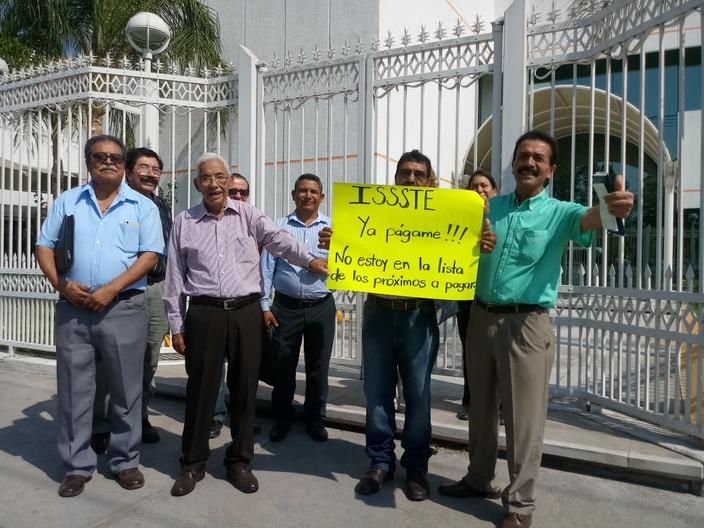 ISSSTE
Ya págame!!!
No estoy en la lista
de los próximos a pagar